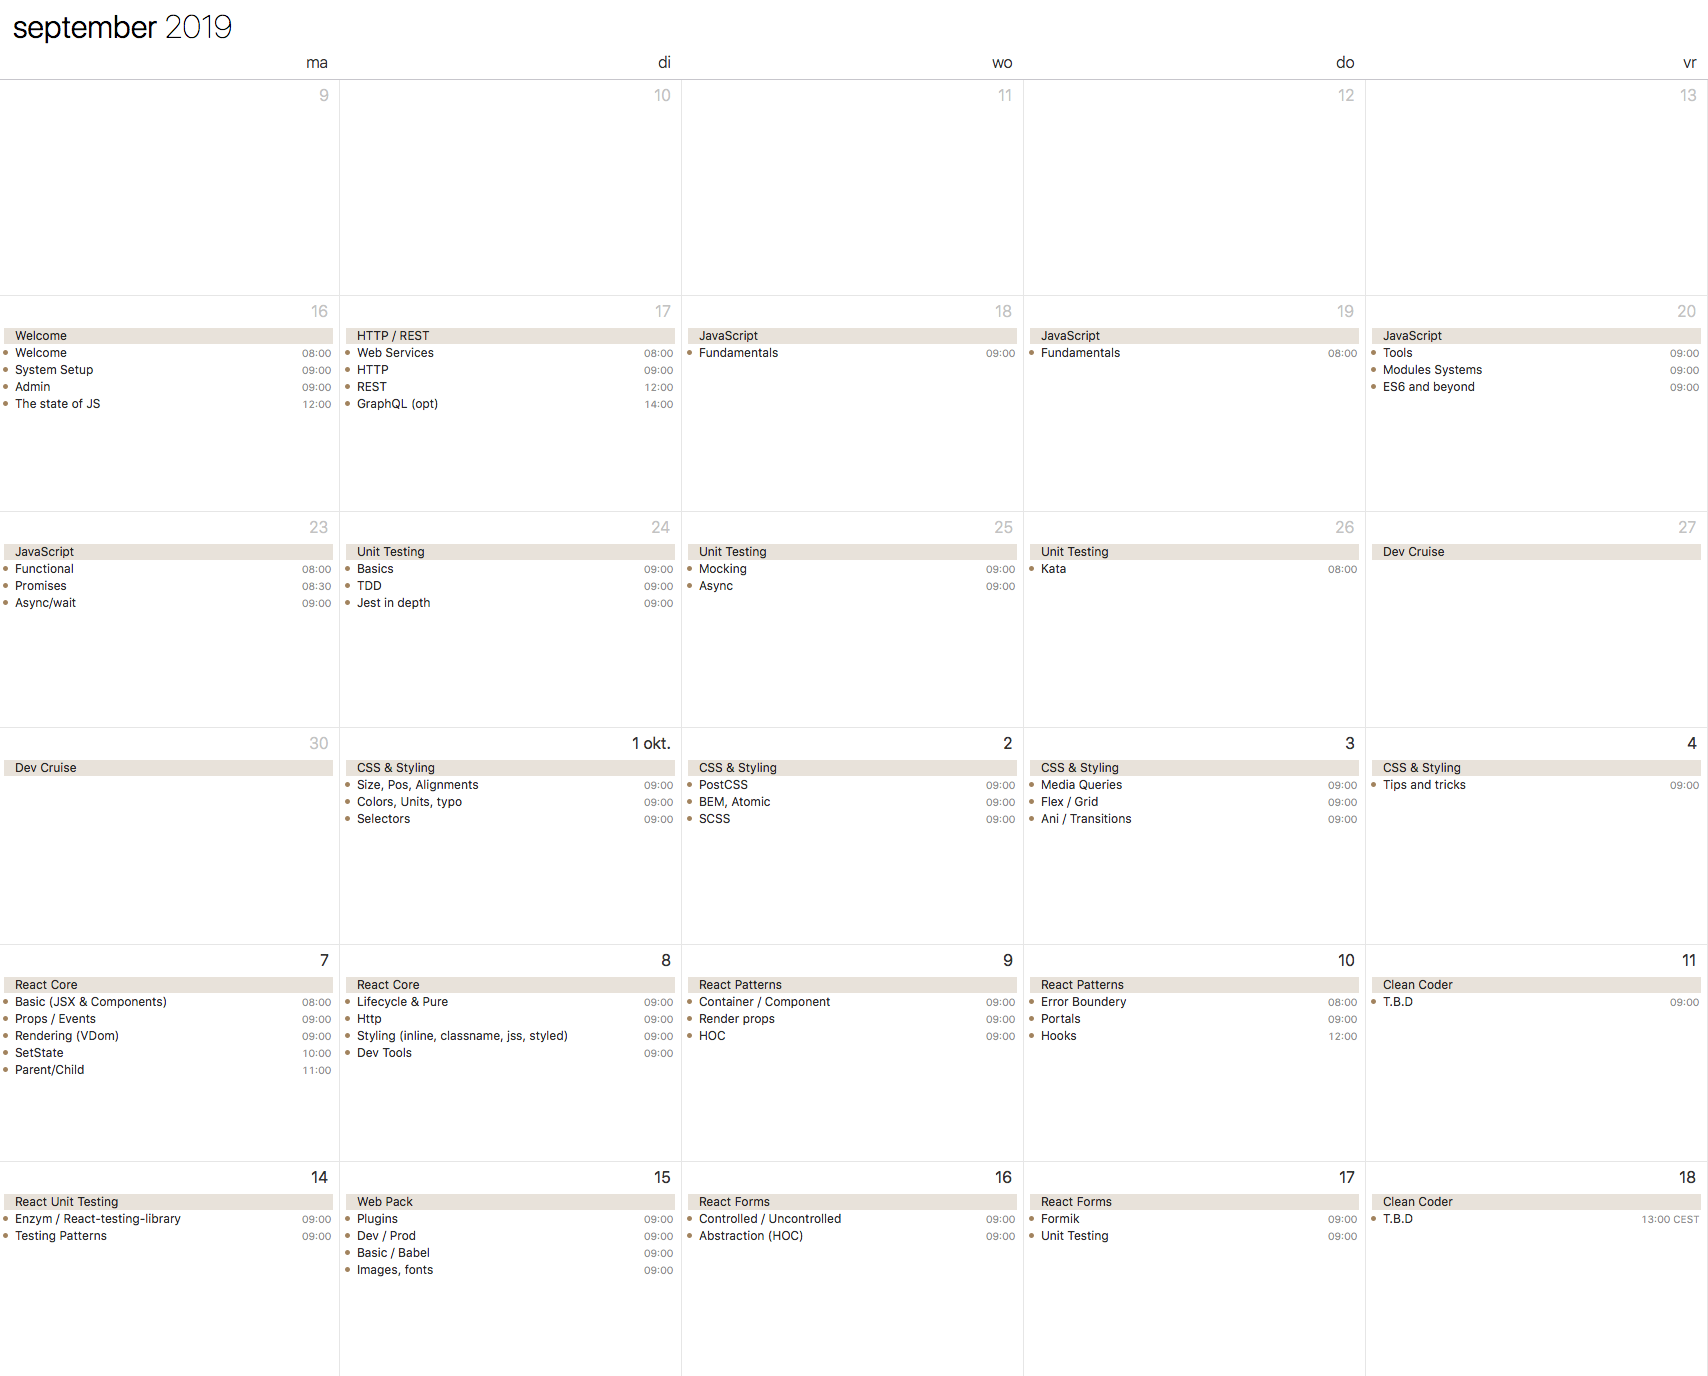 september 2019
ma di wo do vr
9 10 11 12 13
16
Welcome
Welcome 08:00
System Setup 09:00
Admin 09:00
The state of JS 12:00
17
HTTP / REST
Web Services 08:00
HTTP 09:00
REST 12:00
GraphQL (opt) 14:00
18
JavaScript
Fundamentals 09:00
19
JavaScript
Fundamentals 08:00
20
JavaScript
Tools 09:00
Modules Systems 09:00
ES6 and beyond 09:00
23
JavaScript
Functional 08:00
Promises 08:30
Async/wait 09:00
24
Unit Testing
Basics 09:00
TDD 09:00
Jest in depth 09:00
25
Unit Testing
Mocking 09:00
Async 09:00
26
Unit Testing
Kata 08:00
27
Dev Cruise
30
Dev Cruise
1 okt.
CSS & Styling
Size, Pos, Alignments 09:00
Colors, Units, typo 09:00
Selectors 09:00
2
CSS & Styling
PostCSS 09:00
BEM, Atomic 09:00
SCSS 09:00
3
CSS & Styling
Media Queries 09:00
Flex / Grid 09:00
Ani / Transitions 09:00
4
CSS & Styling
Tips and tricks 09:00
7
React Core
Basic (JSX & Components) 08:00
Props / Events 09:00
Rendering (VDom) 09:00
SetState 10:00
Parent/Child 11:00
8
React Core
Lifecycle & Pure 09:00
Http 09:00
Styling (inline, classname, jss, styled) 09:00
Dev Tools 09:00
9
React Patterns
Container / Component 09:00
Render props 09:00
HOC 09:00
10
React Patterns
Error Boundery 08:00
Portals 09:00
Hooks 12:00
11
Clean Coder
T.B.D 09:00
14
React Unit Testing
Enzym / React-testing-library 09:00
Testing Patterns 09:00
15
Web Pack
Plugins 09:00
Dev / Prod 09:00
Basic / Babel 09:00
Images, fonts 09:00
16
React Forms
Controlled / Uncontrolled 09:00
Abstraction (HOC) 09:00
17
React Forms
Formik 09:00
Unit Testing 09:00
18
Clean Coder
T.B.D 13:00 CEST